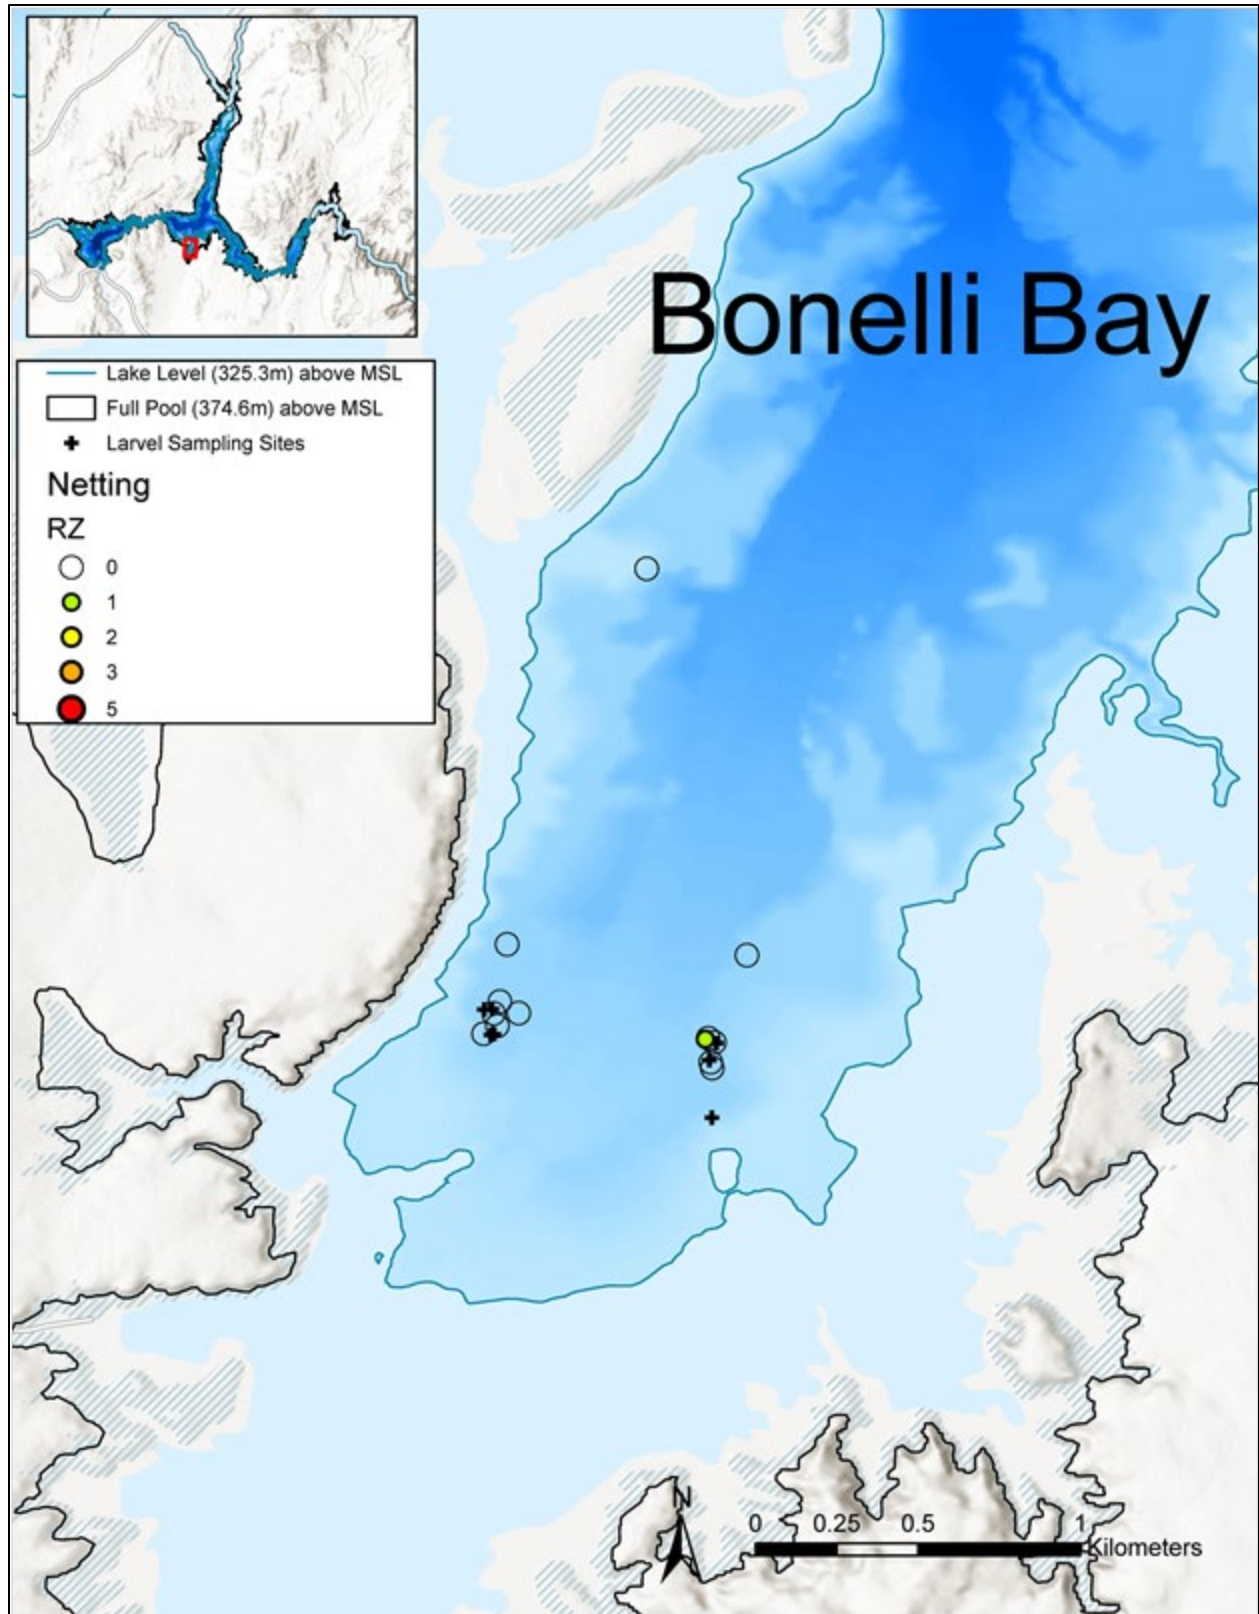 Bonelli Bay
Lake Level (325.3m) above MSL
Full Pool (374.6m) above MSL
Larvel Sampling Sites
Netting
RZ
0
1
2
3
5
N
0 0.25 0.5 1
Kilometers